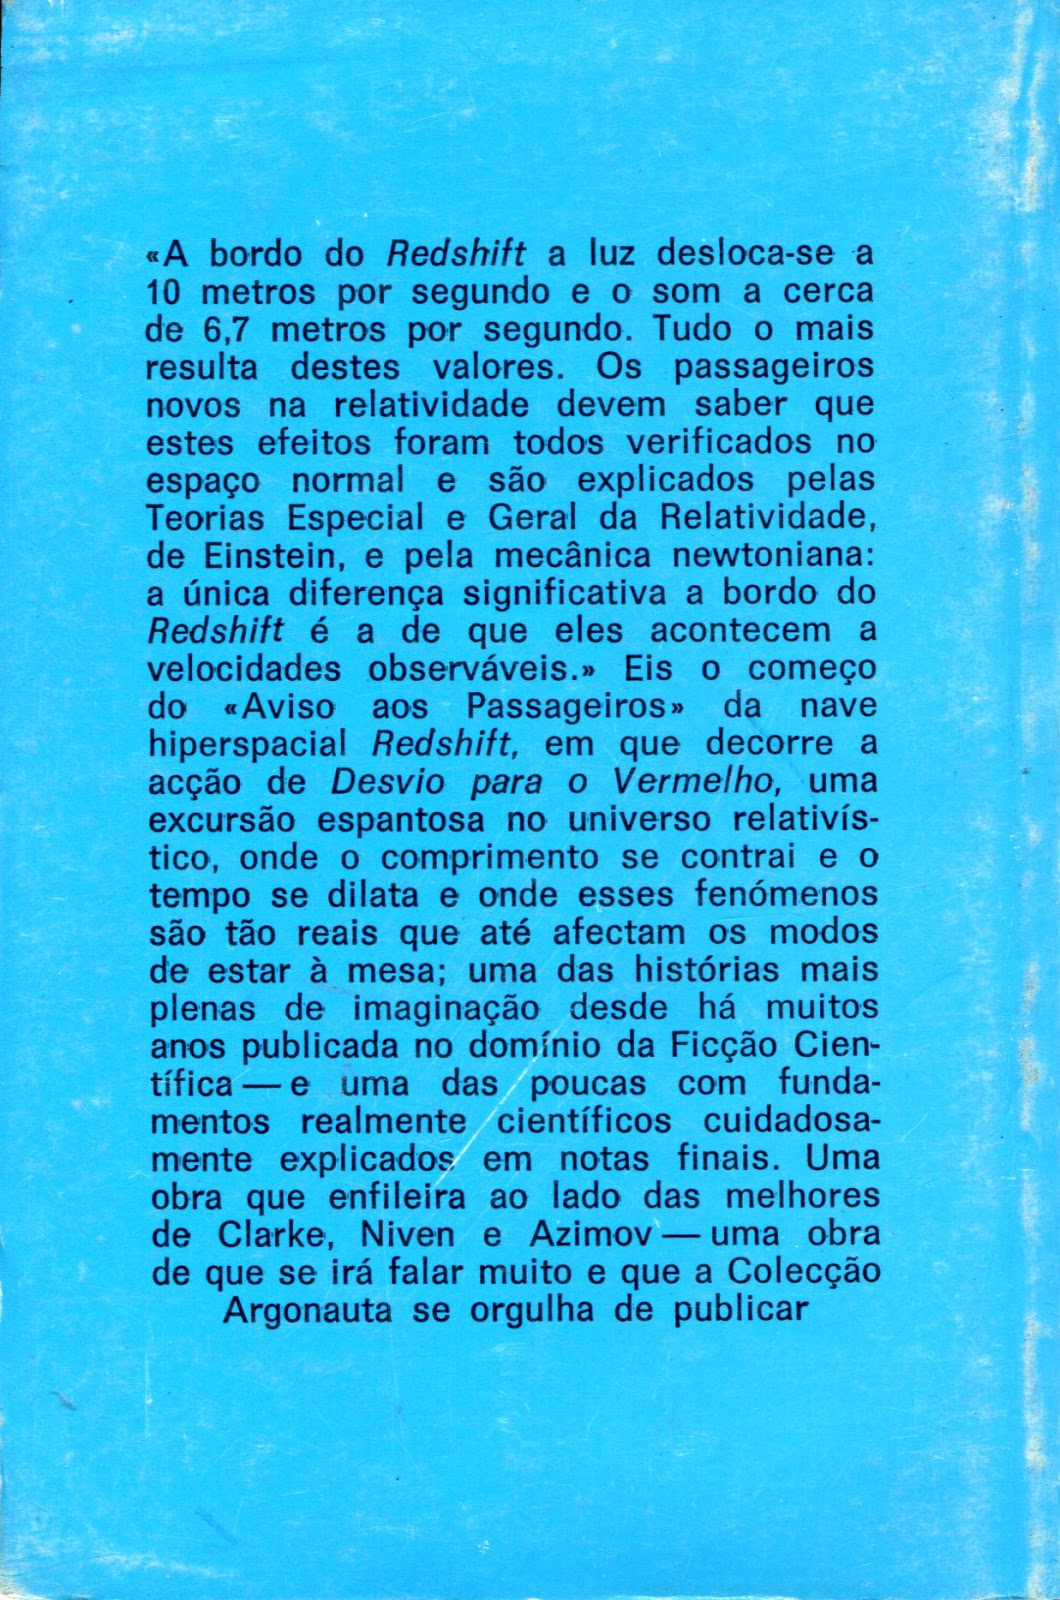 «A bordo do Redshift a luz desloca-se a
10 metros por segundo e o som a cerca
de 6,7 metros por segundo. Tudo o mais
resulta destes valores. Os passageiros
novos na relatividade devem saber que
estes efeitos foram todos verificados no
espaço normal e são explicados pelas
Teorias Especial e Geral da Relatividade,
de Einstein, e pela mecânica newtoniana:
a única diferença significativa a bordo do
Redshift é a de que eles acontecem a
velocidades observáveis.» Eis o começo
do «Aviso aos Passageiros» da nave
hiperspacial Redshift, em que decorre a
acção de Desvio para o Vermelho, uma
excursão espantosa no universo relativís-
tico, onde o comprimento se contrai e o
tempo se dilata e onde esses fenómenos
são tão reais que até afectam os modos
de estar à mesa; uma das histórias mais
plenas de imaginação desde há muitos
anos publicada no domínio da Ficção Cien-
tífica — e uma das poucas com funda-
mentos realmente científicos cuidadosa-
mente explicados em notas finais. Uma
obra que enfileira ao lado das melhores
de Clarke, Niven e Azimov — uma obra
de que se irá falar muito e que a Colecção
Argonauta se orgulha de publicar